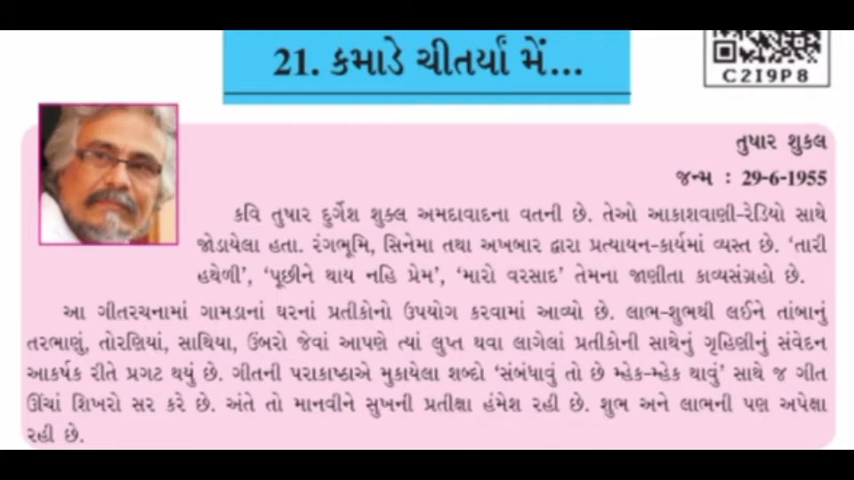 21. કમાડે ચીતર્યાં મેં...
C2I9P8
તુષાર શુક્લ
જન્મ : 29-6-1955
કવિ તુષાર દુર્ગેશ શુક્લ અમદાવાદના વતની છે. તેઓ આકાશવાણી-રેડિયો સાથે
જોડાયેલા હતા. રંગભૂમિ, સિનેમા તથા અખબાર દ્વારા પ્રત્યાયન-કાર્યમાં વ્યસ્ત છે. ‘તારી
હથેળી’, ‘પૂછીને થાય નહિ પ્રેમ’, ‘મારો વરસાદ’ તેમના જાણીતા કાવ્યસંગ્રહો છે.
આ ગીતરચનામાં ગામડાનાં ઘરનાં પ્રતીકોનો ઉપયોગ કરવામાં આવ્યો છે. લાભ-શુભથી લઈને તાંબાનું
તરભાણું, તોરણિયાં, સાથિયા, ઉંબરો જેવાં આપણે ત્યાં લુપ્ત થવા લાગેલાં પ્રતીકોની સાથેનું ગૃહિણીનું સંવેદન
આકર્ષક રીતે પ્રગટ થયું છે. ગીતની પરાકાષ્ઠાએ મુકાયેલા શબ્દો ‘સંબંધાવું તો છે મ્હેક-મ્હેક થાવું’ સાથે જ ગીત
ઊંચાં શિખરો સર કરે છે. અંતે તો માનવીને સુખની પ્રતીક્ષા હંમેશ રહી છે. શુભ અને લાભની પણ અપેક્ષા
રહી છે.